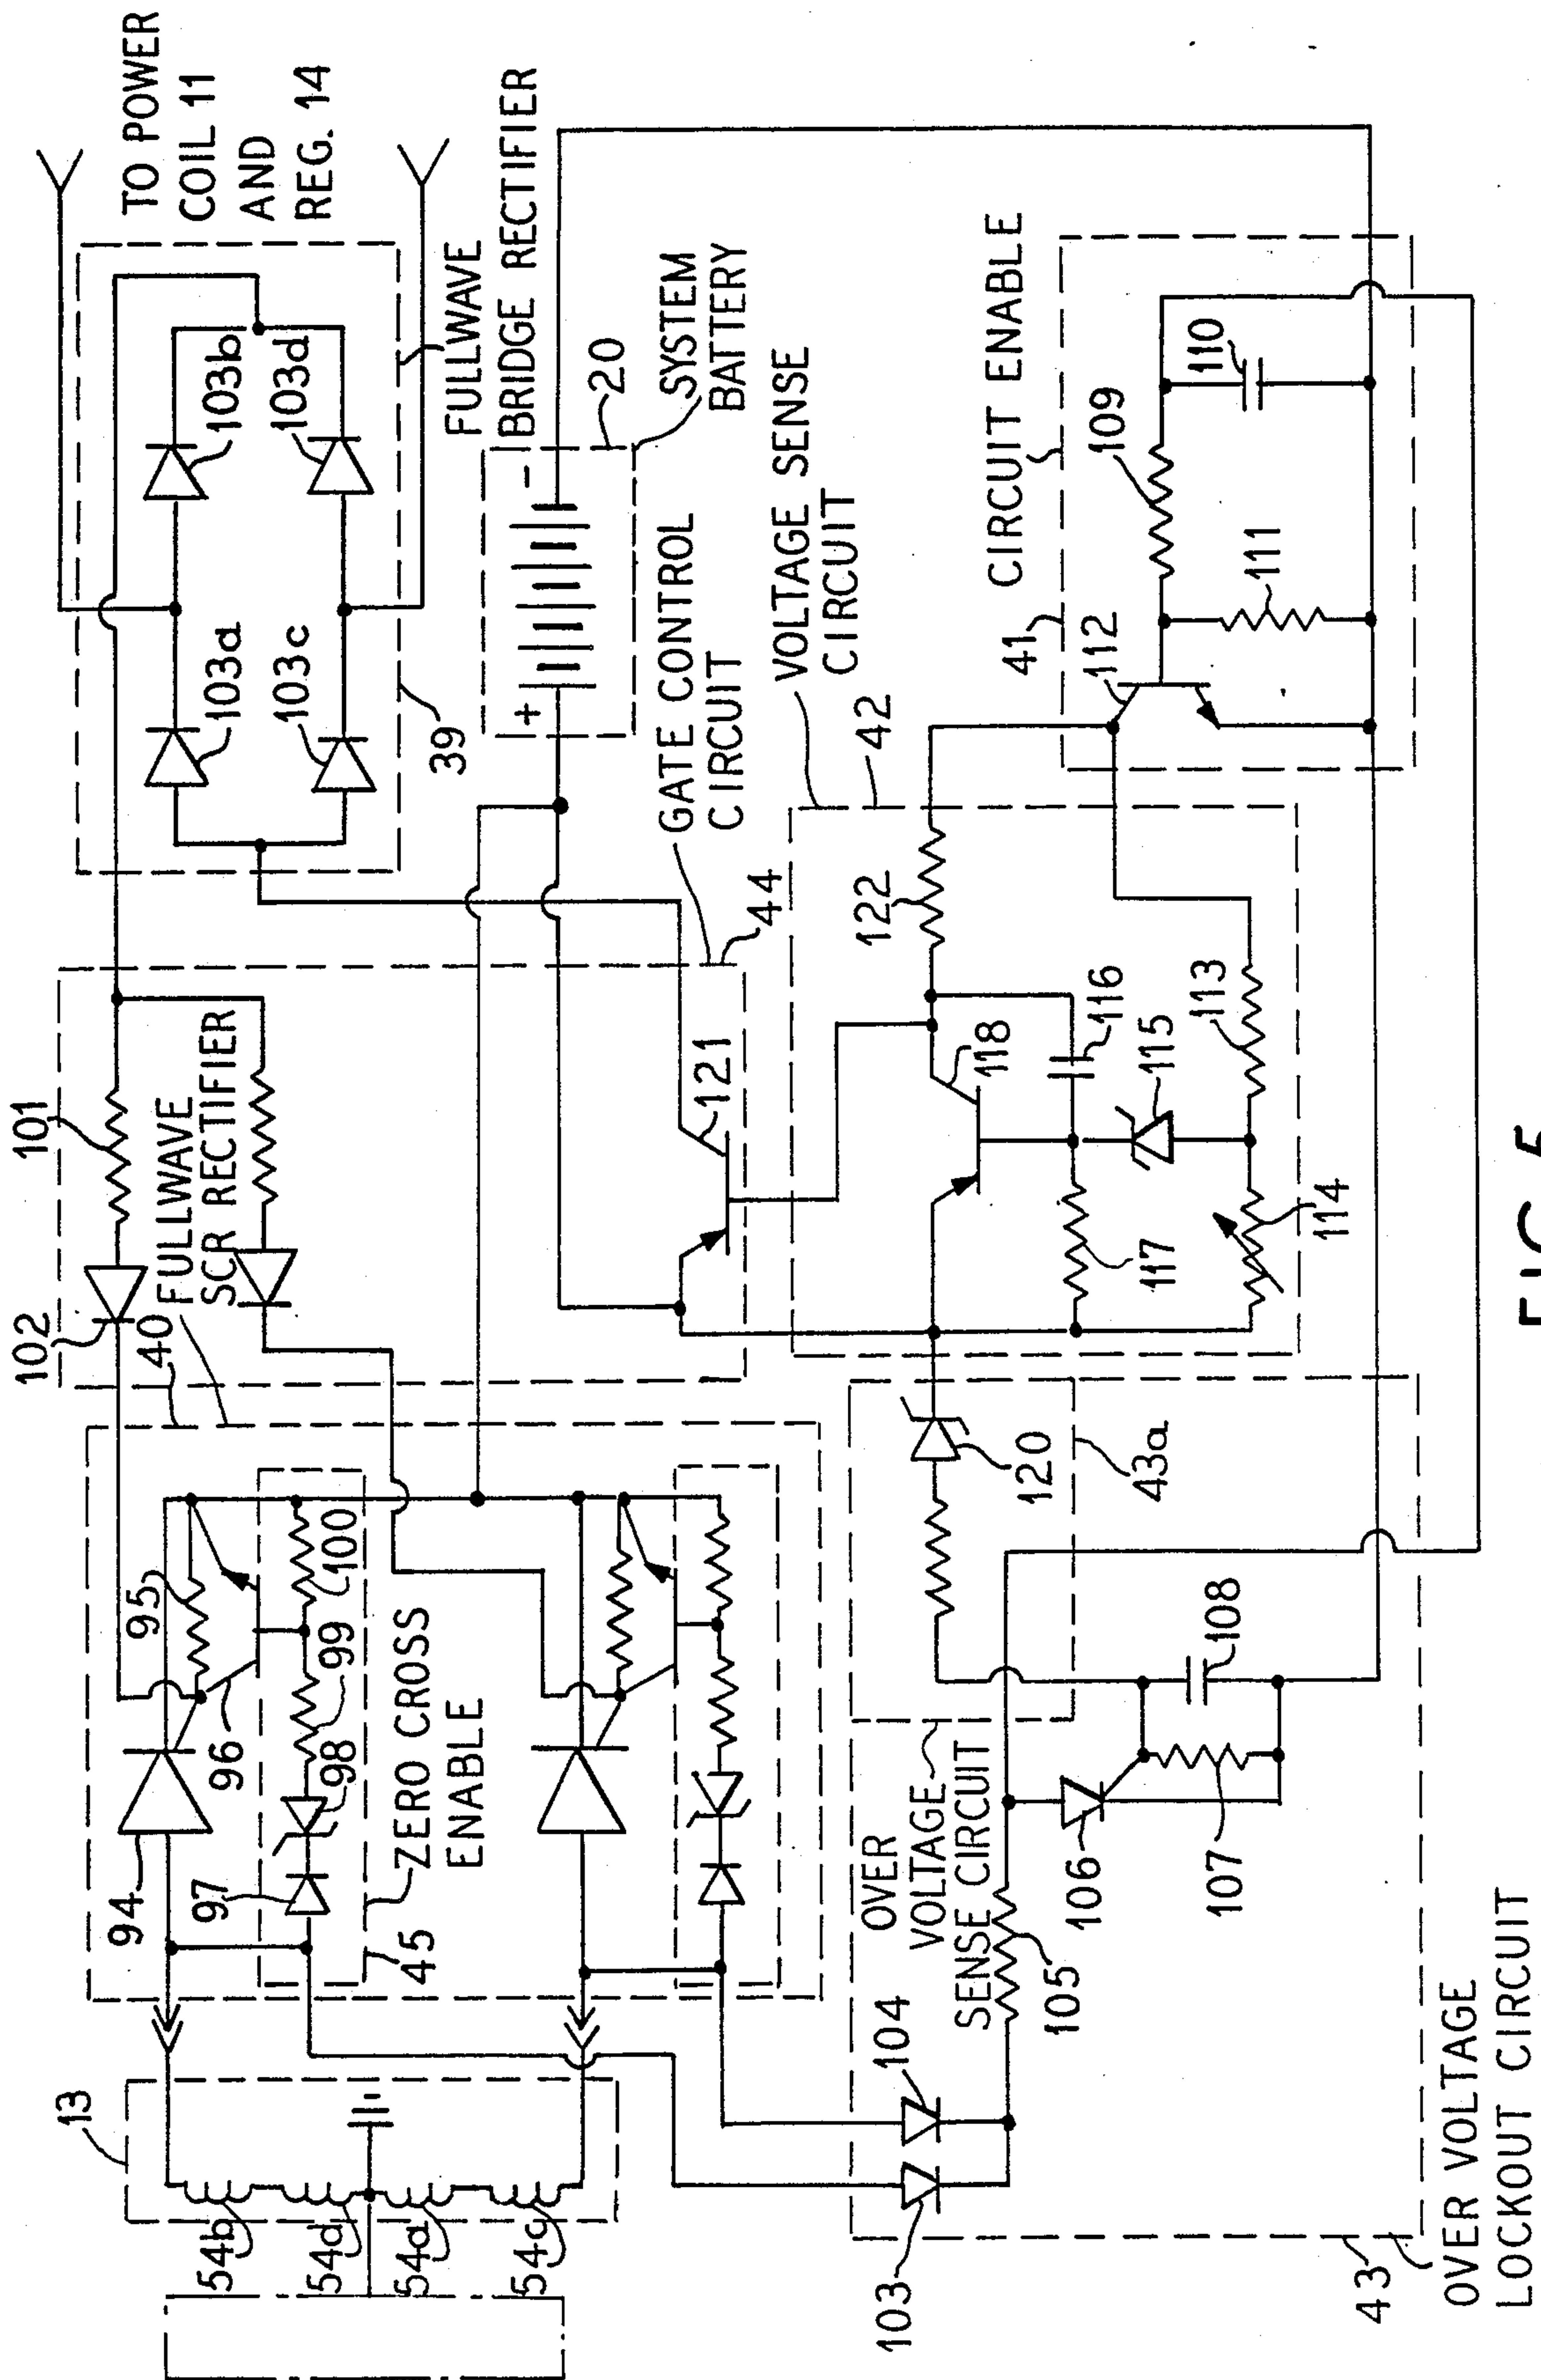 TO POWER
COIL 11
AND
REG. 14
103b
103d
103d
103c
39
FULLWAVE
BRIDGE RECTIFIER
20
SYSTEM
BATTERY
+
-
GATE CONTROL
CIRCUIT
44
VOLTAGE SENSE
CIRCUIT
42
CIRCUIT ENABLE
41
109
110
111
112
122
113
114
115
116
117
118
121
101
102
FULLWAVE
SCR RECTIFIER
40
94
95
96
97
98
99
100
45
ZERO CROSS
ENABLE
13
54b
54d
54a
54c
103
104
105
106
107
108
120
43a
OVER
VOLTAGE
SENSE CIRCUIT
43
OVER VOLTAGE
LOCKOUT CIRCUIT
FIG. 5